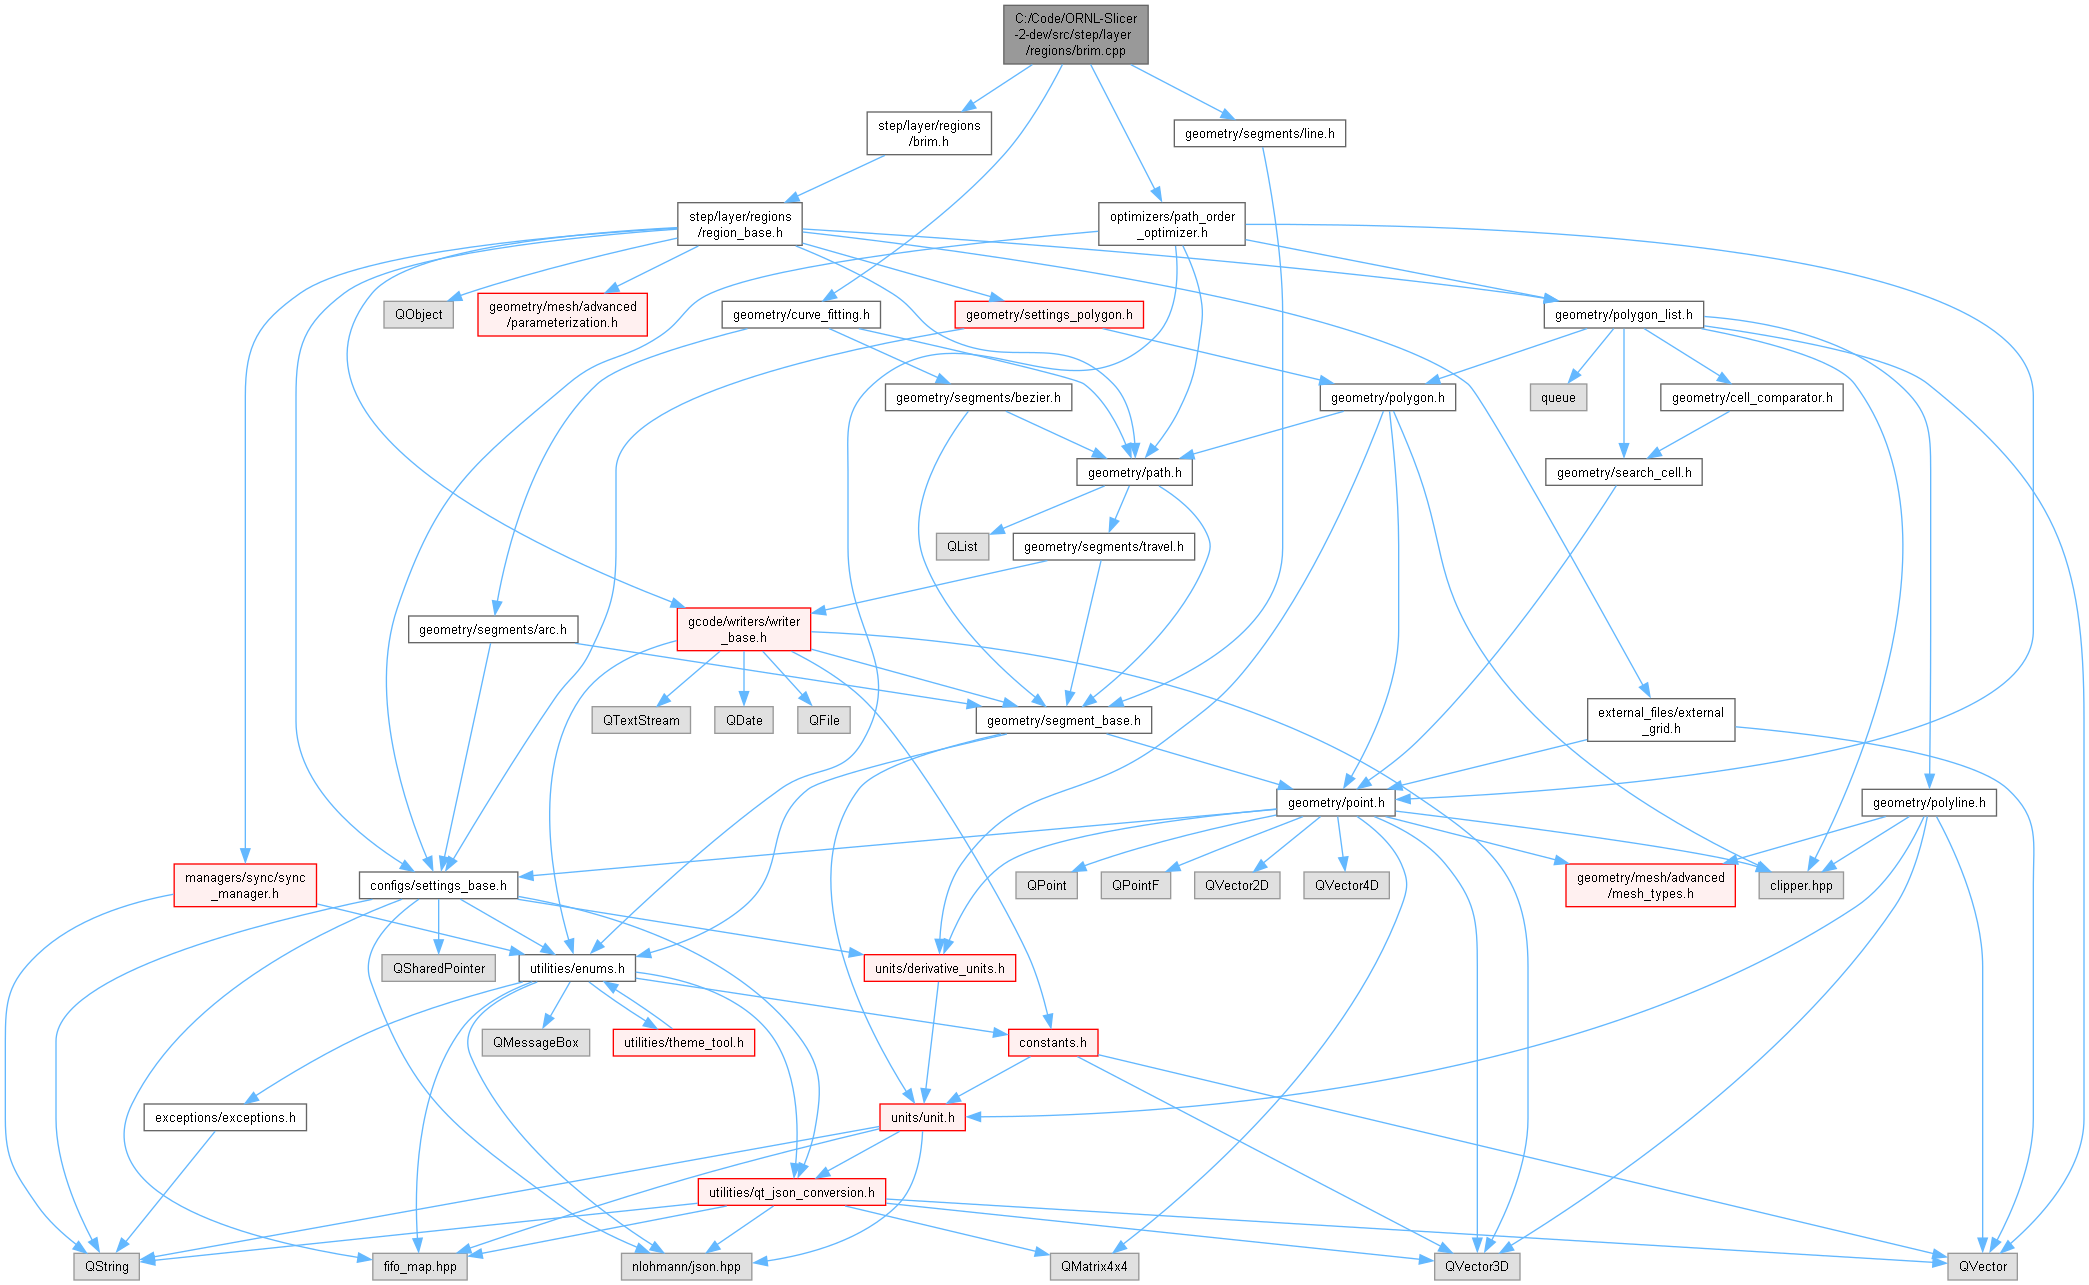 C:/Code/ORNL-Slicer
-2-dev/src/step/layer
/regions/brim.cpp
step/layer/regions
/brim.h
geometry/segments/line.h
step/layer/regions
/region_base.h
optimizers/path_order
_optimizer.h
QObject
geometry/mesh/advanced
/parameterization.h
geometry/curve_fitting.h
geometry/settings_polygon.h
geometry/polygon_list.h
geometry/segments/bezier.h
geometry/polygon.h
queue
geometry/cell_comparator.h
geometry/path.h
geometry/search_cell.h
QList
geometry/segments/travel.h
geometry/segments/arc.h
gcode/writers/writer
_base.h
QTextStream
QDate
QFile
geometry/segment_base.h
external_files/external
_grid.h
geometry/point.h
geometry/polyline.h
managers/sync/sync
_manager.h
configs/settings_base.h
QPoint
QPointF
QVector2D
QVector4D
geometry/mesh/advanced
/mesh_types.h
clipper.hpp
QSharedPointer
utilities/enums.h
units/derivative_units.h
QMessageBox
utilities/theme_tool.h
constants.h
exceptions/exceptions.h
units/unit.h
utilities/qt_json_conversion.h
QString
fifo_map.hpp
nlohmann/json.hpp
QMatrix4x4
QVector3D
QVector